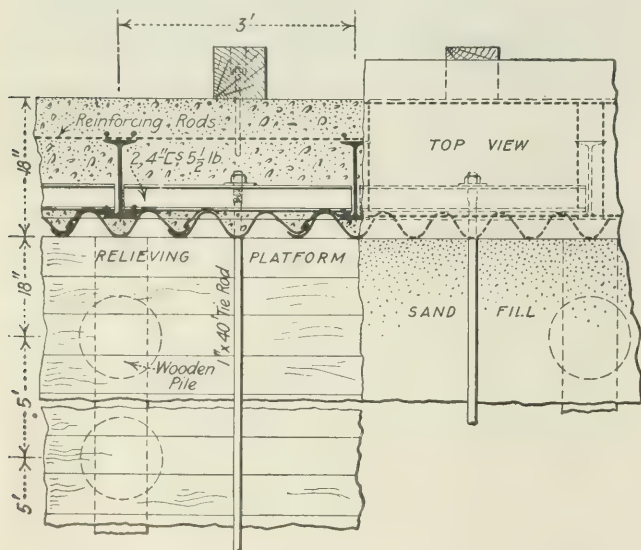 3'
Reinforcing Rods
TOP VIEW
48"
2, 4" [s 5½ lb.
RELIEVING PLATFORM
18"
SAND FILL
1" x 40' Tie Rod
Wooden
Pile
5'
5'